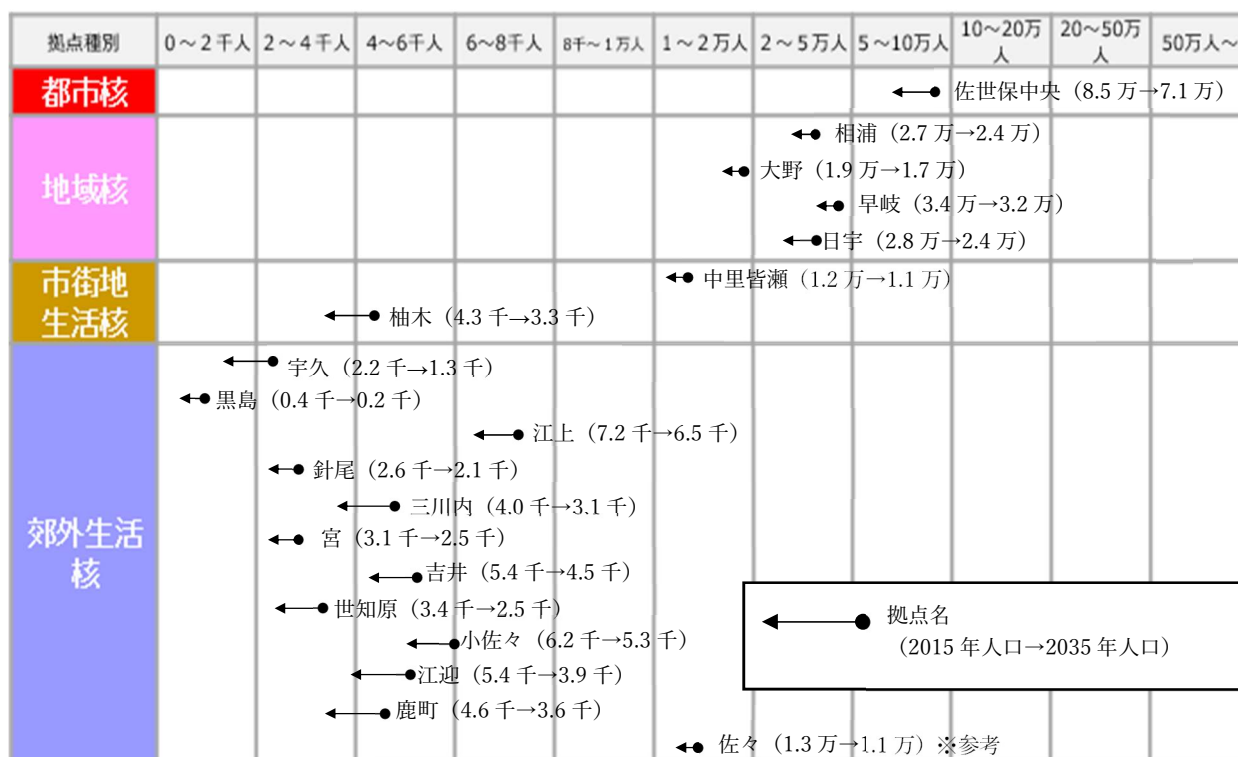 拠点種別 0～2千人 2～4千人 4～6千人 6～8千人 8千～1万人 1～2万人 2～5万人 5～10万人 10～20万人 20～50万人 50万人～
都市核
佐世保中央（8.5万→7.1万）
地域核
相浦（2.7万→2.4万）
大野（1.9万→1.7万）
早岐（3.4万→3.2万）
日宇（2.8万→2.4万）
市街地
生活核
中里皆瀬（1.2万→1.1万）
柚木（4.3千→3.3千）
郊外生活
核
宇久（2.2千→1.3千）
黒島（0.4千→0.2千）
江上（7.2千→6.5千）
針尾（2.6千→2.1千）
三川内（4.0千→3.1千）
宮（3.1千→2.5千）
吉井（5.4千→4.5千）
世知原（3.4千→2.5千）
小佐々（6.2千→5.3千）
江迎（5.4千→3.9千）
鹿町（4.6千→3.6千）
佐々（1.3万→1.1万）※参考
拠点名
（2015年人口→2035年人口）